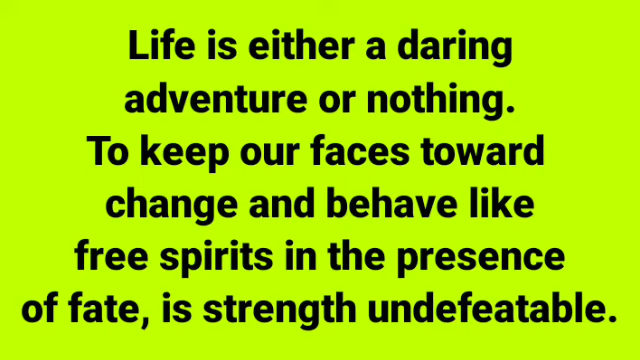 Life is either a daring
adventure or nothing.
To keep our faces toward
change and behave like
free spirits in the presence
of fate, is strength undefeatable.